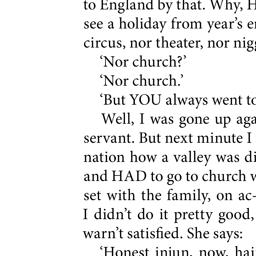 to England by that. Why, H
see a holiday from year's e
circus, nor theater, nor nigg
'Nor church?'
'Nor church.'
'But YOU always went to
Well, I was gone up aga
servant. But next minute I
nation how a valley was di
and HAD to go to church w
set with the family, on ac-
I didn't do it pretty good,
warn't satisfied. She says:
'Honest injun, now, hai